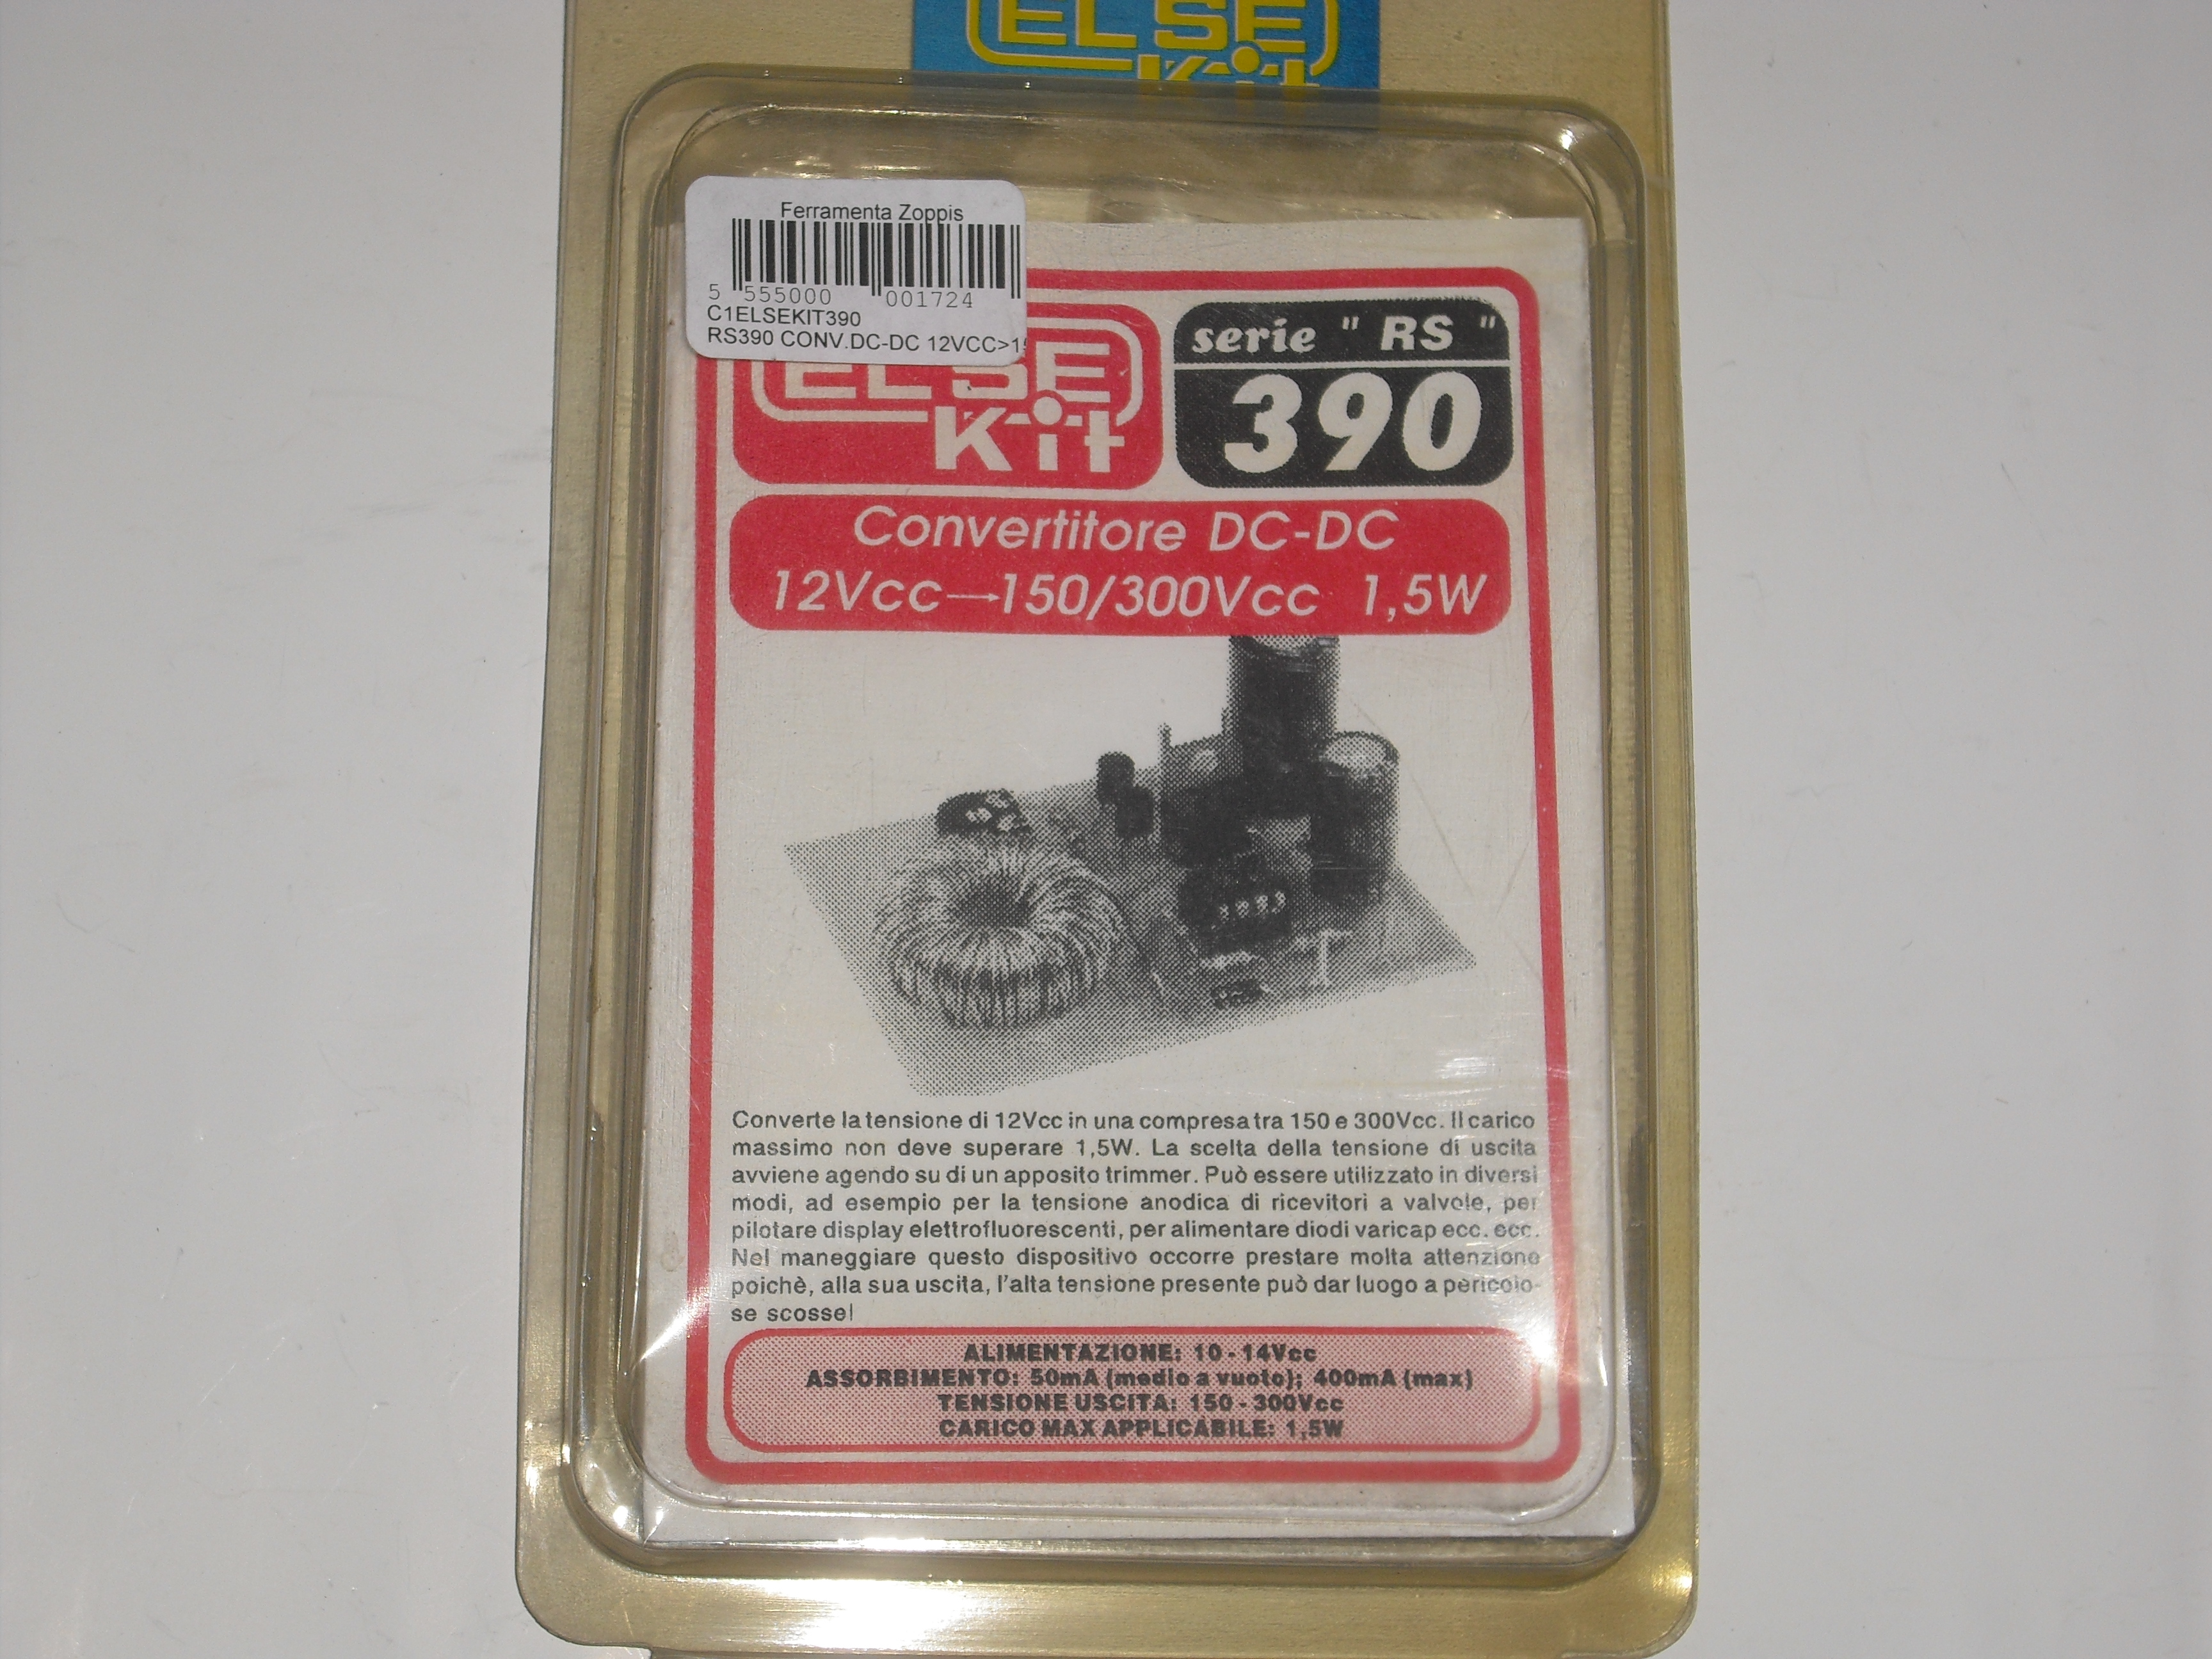 ELSE
Kit
Ferramenta Zoppis
5 555000 001724
C1ELSEKIT390
RS390 CONV.DC-DC 12VCC>1
ELSE
Kit
serie " RS "
390
Convertitore DC-DC
12Vcc→150/300Vcc 1,5W
Converte la tensione di 12Vcc in una compresa tra 150 e 300Vcc. Il carico
massimo non deve superare 1,5W. La scelta della tensione di uscita
avviene agendo su di un apposito trimmer. Può essere utilizzato in diversi
modi, ad esempio per la tensione anodica di ricevitori a valvole, per
pilotare display elettrofluorescenti, per alimentare diodi varicap ecc. ecc.
Nel maneggiare questo dispositivo occorre prestare molta attenzione
poichè, alla sua uscita, l'alta tensione presente può dar luogo a pericolo-
se scosse!
ALIMENTAZIONE: 10 - 14Vcc
ASSORBIMENTO: 50mA (medio a vuoto); 400mA (max)
TENSIONE USCITA: 150 - 300Vcc
CARICO MAX APPLICABILE: 1,5W